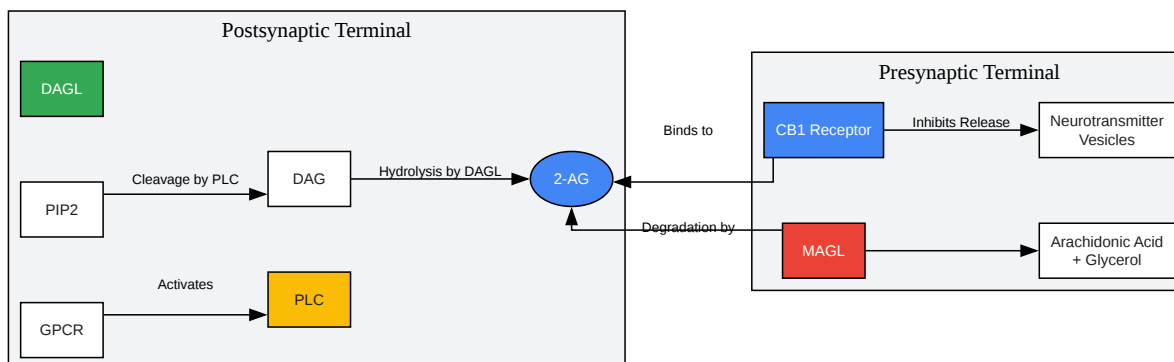 Postsynaptic Terminal
DAGL
Cleavage by PLC
PIP2
DAG
Hydrolysis by DAGL
2-AG
Activates
GPCR
PLC
Binds to
Degradation by
Presynaptic Terminal
CB1 Receptor
Inhibits Release
Neurotransmitter
Vesicles
MAGL
Arachidonic Acid
+ Glycerol